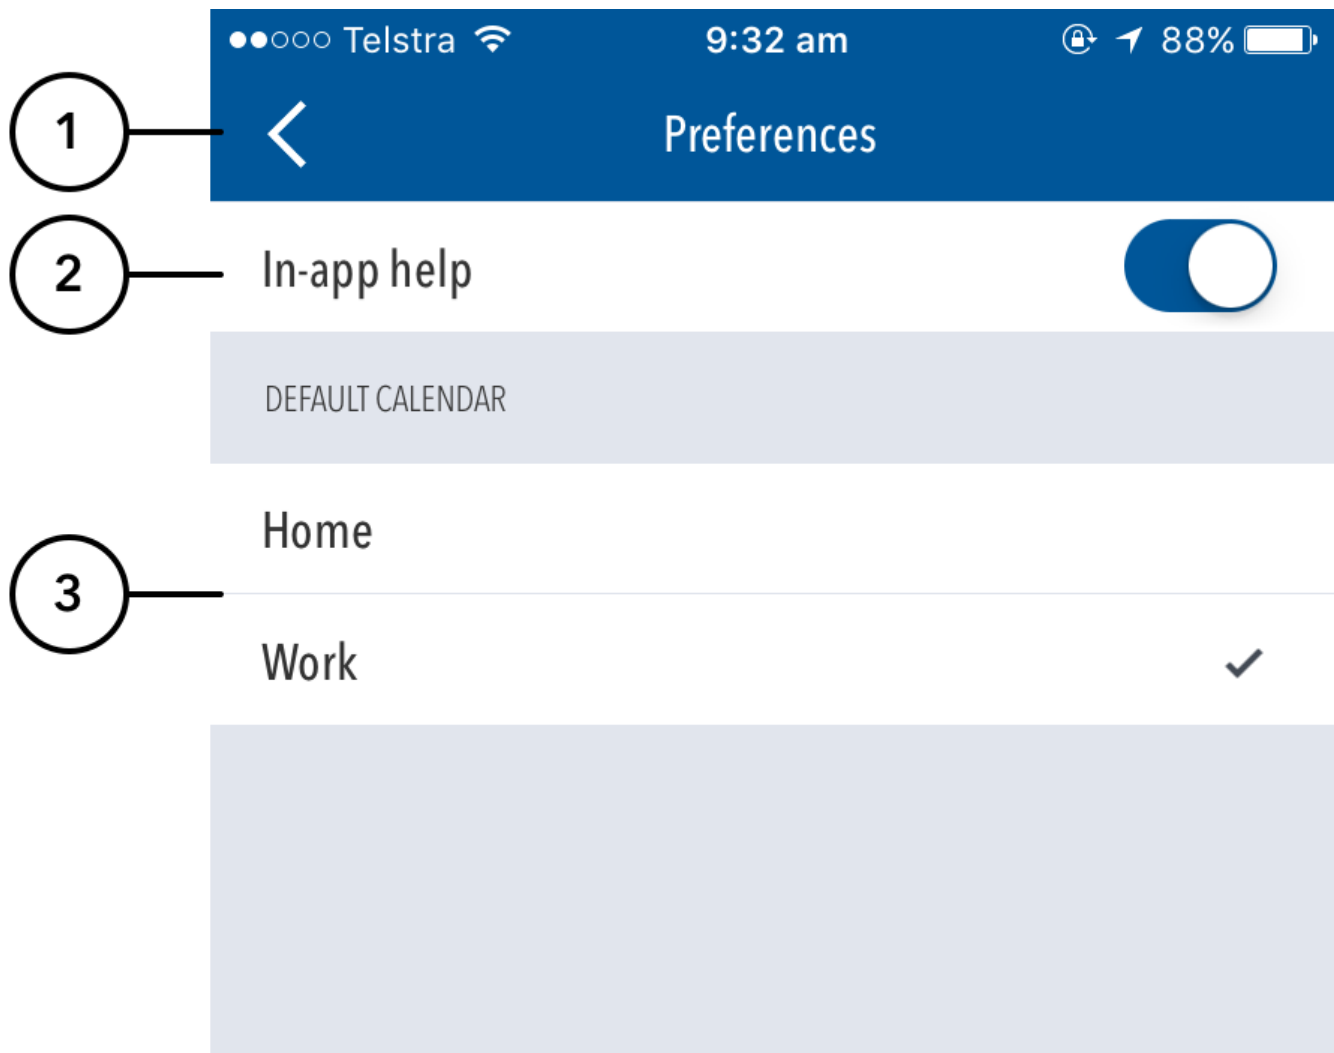 Telstra 9:32 am 88%
1 Preferences
2 In-app help
DEFAULT CALENDAR
Home
3
Work